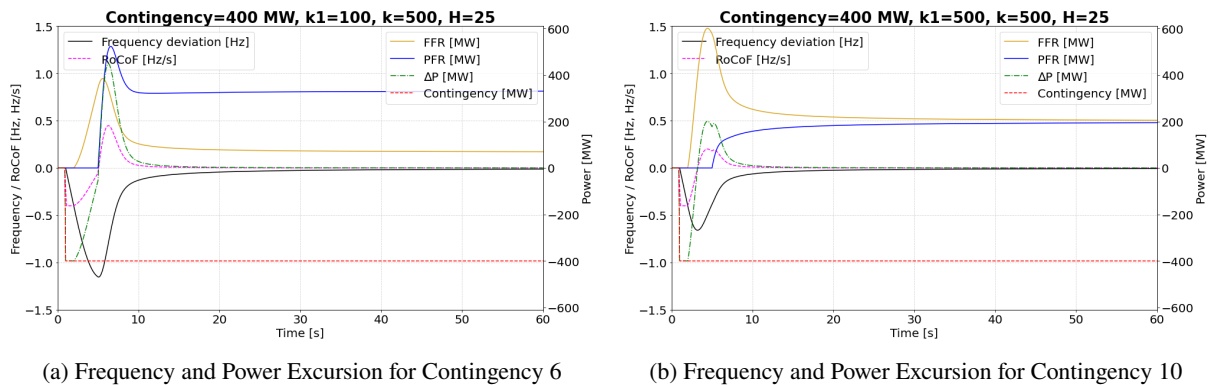 Contingency=400 MW, k1=100, k=500, H=25
Frequency deviation [Hz]
RoCoF [Hz/s]
FFR [MW]
PFR [MW]
ΔP [MW]
Contingency [MW]
1.5
1.0
0.5
0.0
−0.5
−1.0
−1.5
Frequency / RoCoF [Hz, Hz/s]
600
400
200
0
−200
−400
−600
Power [MW]
0 10 20 30 40 50 60
Time [s]
(a) Frequency and Power Excursion for Contingency 6
Contingency=400 MW, k1=500, k=500, H=25
Frequency deviation [Hz]
RoCoF [Hz/s]
FFR [MW]
PFR [MW]
ΔP [MW]
Contingency [MW]
1.5
1.0
0.5
0.0
−0.5
−1.0
−1.5
Frequency / RoCoF [Hz, Hz/s]
600
400
200
0
−200
−400
−600
Power [MW]
0 10 20 30 40 50 60
Time [s]
(b) Frequency and Power Excursion for Contingency 10